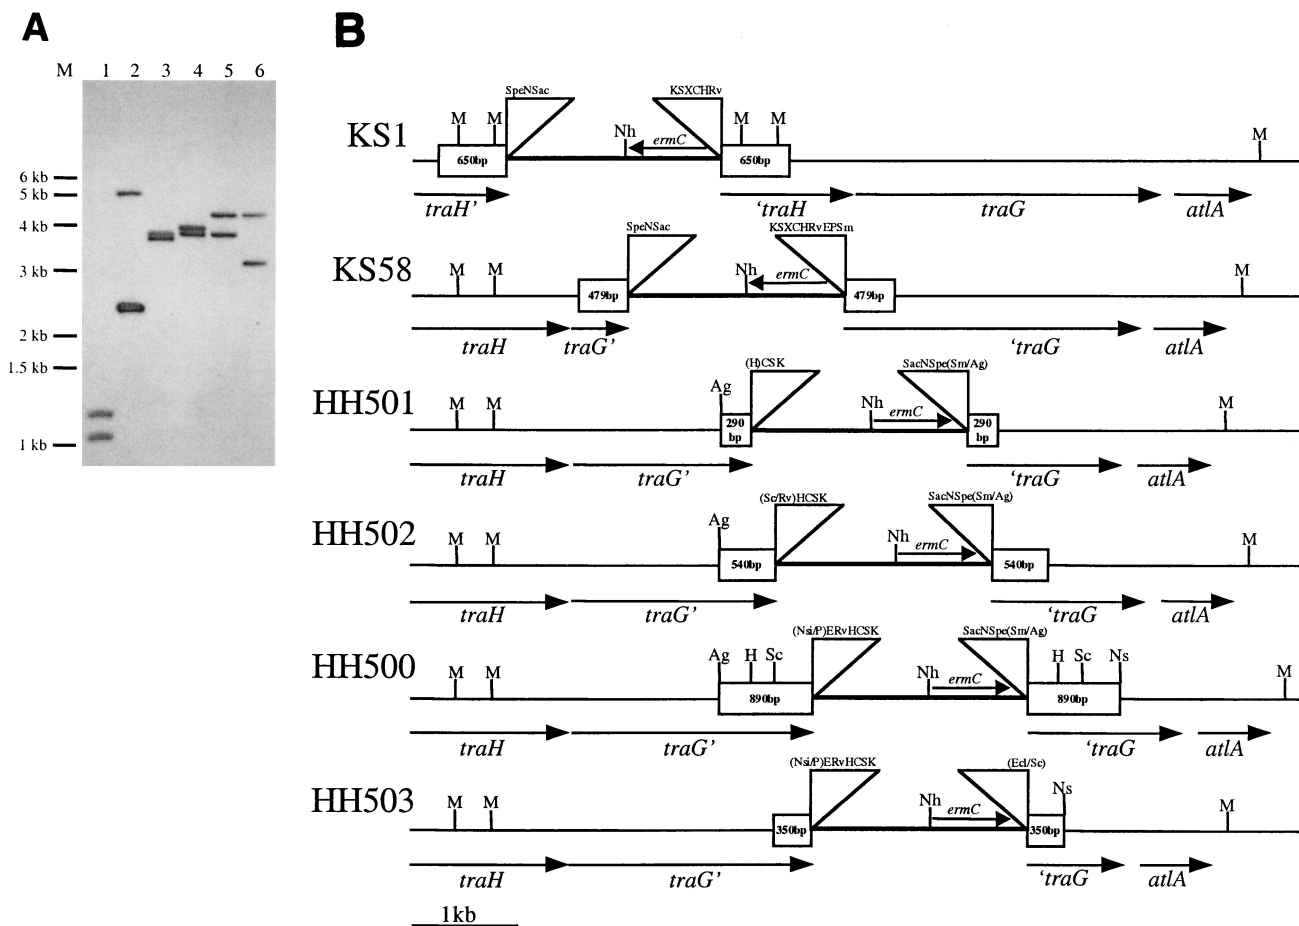 A
M 1 2 3 4 5 6
6 kb
5 kb
4 kb
3 kb
2 kb
1.5 kb
1 kb
B
KS1
SpeNSac KSXCHRv
M M Nh ermC M M M
650bp 650bp
traH' 'traH traG atlA
KS58
SpeNSac KSXCHRvEPSm
M M Nh ermC M
479bp 479bp
traH traG' 'traG atlA
HH501
(H)CSK SacNSpe(Sm/Ag)
M M Ag Nh ermC M
290 bp 290 bp
traH traG' 'traG atlA
HH502
(Sc/Rv)HCSK SacNSpe(Sm/Ag)
M M Ag Nh ermC M
540bp 540bp
traH traG' 'traG atlA
HH500
(Nsi/P)ERvHCSK SacNSpe(Sm/Ag)
M M Ag H Sc Nh ermC H Sc Ns M
890bp 890bp
traH traG' 'traG atlA
HH503
(Nsi/P)ERvHCSK (Ecl/Sc)
M M Nh ermC Ns M
350bp 350bp
traH traG' 'traG atlA
1kb